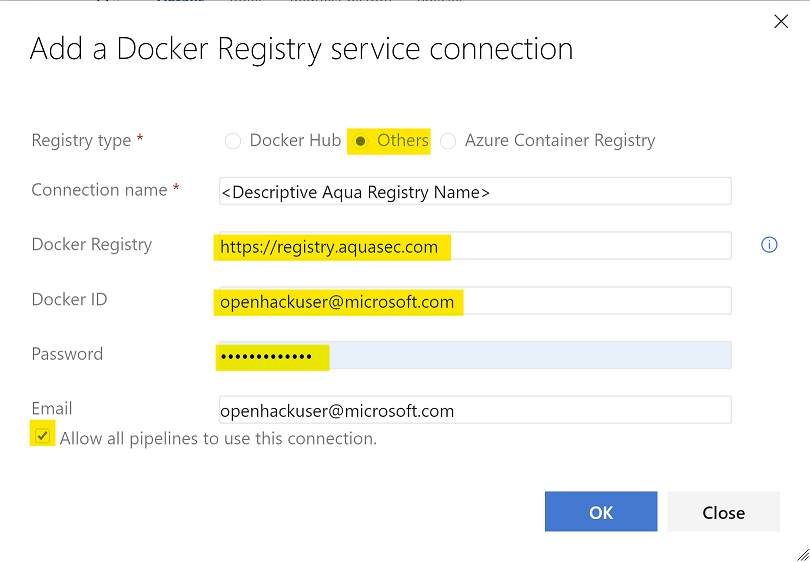 Add a Docker Registry service connection
Registry type * Docker Hub Others Azure Container Registry
Connection name * <Descriptive Aqua Registry Name>
Docker Registry https://registry.aquasec.com
Docker ID openhackuser@microsoft.com
Password •••••••••••••
Email openhackuser@microsoft.com
Allow all pipelines to use this connection.
OK Close